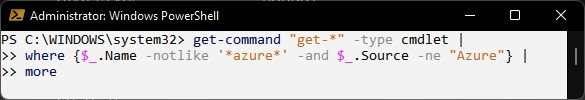 Administrator: Windows PowerShell
PS C:\WINDOWS\system32> get-command "get-*" -type cmdlet |
>> where {$_.Name -notlike '*azure*' -and $_.Source -ne "Azure"} |
>> more